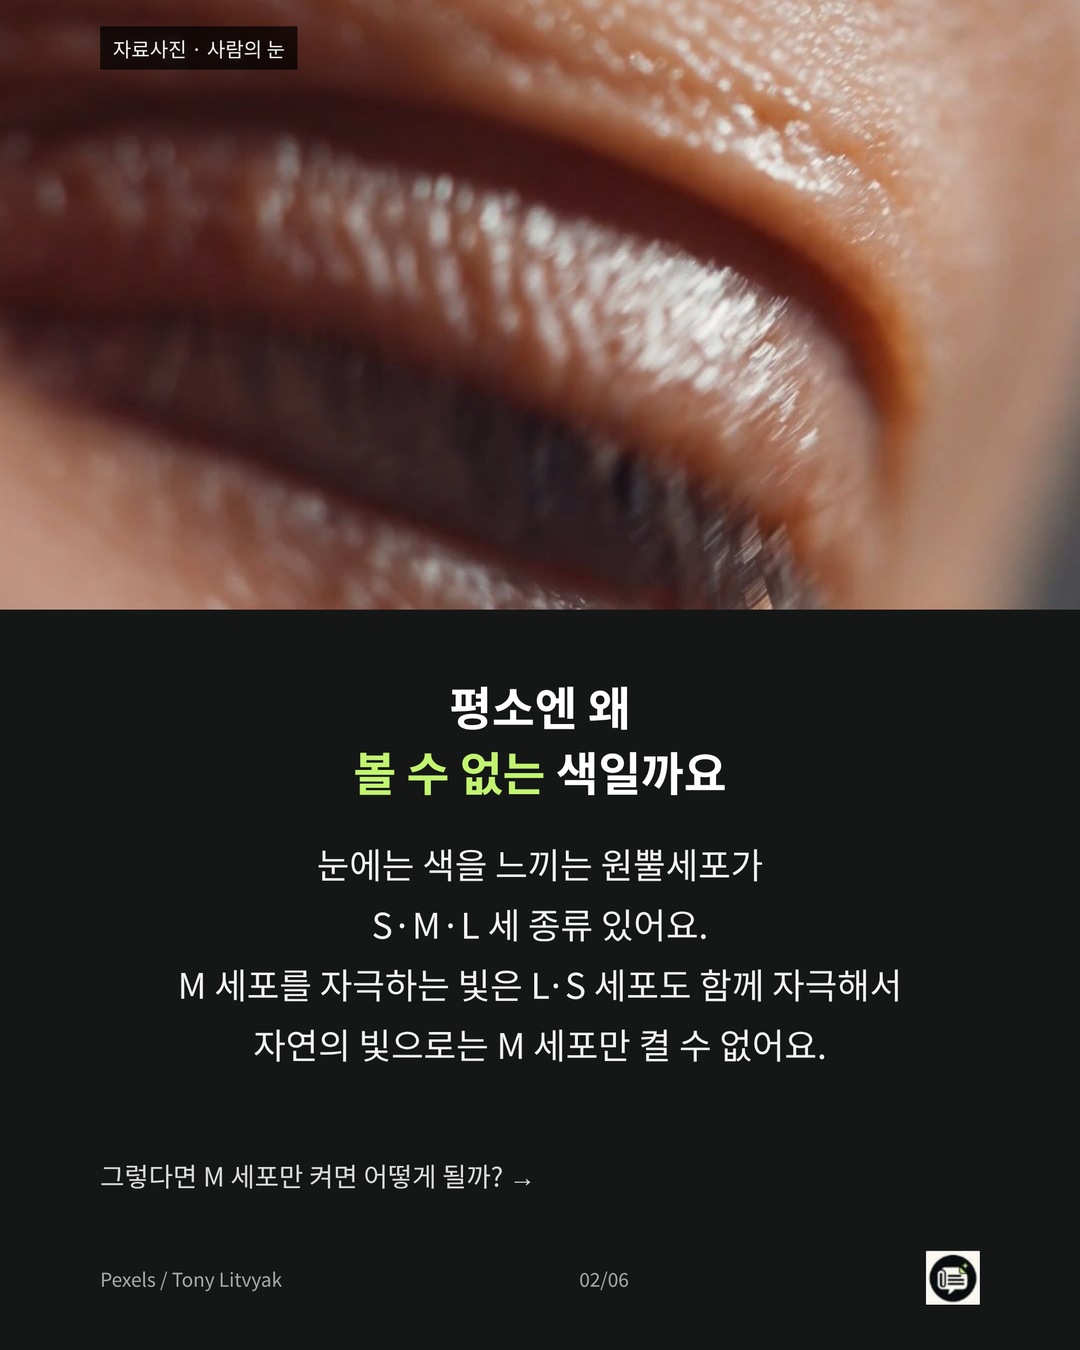 자료사진 · 사람의 눈
평소엔 왜
볼 수 없는 색일까요
눈에는 색을 느끼는 원뿔세포가
S·M·L 세 종류 있어요.
M 세포를 자극하는 빛은 L·S 세포도 함께 자극해서
자연의 빛으로는 M 세포만 켤 수 없어요.
그렇다면 M 세포만 켜면 어떻게 될까? →
Pexels / Tony Litvyak
02/06